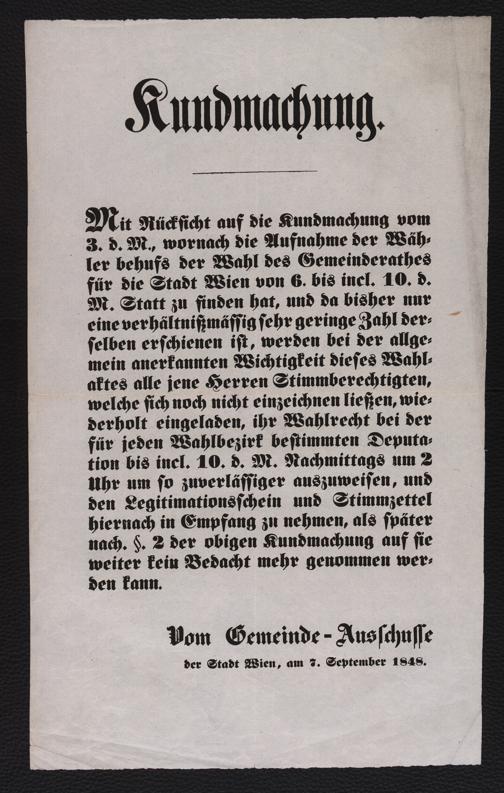 Kundmachung.
Mit Rücksicht auf die Kundmachung vom
3. d. M., wornach die Aufnahme der Wäh-
ler behufs der Wahl des Gemeinderathes
für die Stadt Wien von 6. bis incl. 10. d.
M. Statt zu finden hat, und da bisher nur
eine verhältnißmässig sehr geringe Zahl der-
selben erschienen ist, werden bei der allge-
mein anerkannten Wichtigkeit dieses Wahl-
aktes alle jene Herren Stimmberechtigten,
welche sich noch nicht einzeichnen ließen, wie-
derholt eingeladen, ihr Wahlrecht bei der
für jeden Wahlbezirk bestimmten Deputa-
tion bis incl. 10. d. M. Nachmittags um 2
Uhr um so zuverlässiger auszuweisen, und
den Legitimationsschein und Stimmzettel
hiernach in Empfang zu nehmen, als später
nach. §. 2 der obigen Kundmachung auf sie
weiter kein Bedacht mehr genommen wer-
den kann.
Vom Gemeinde-Ausschusse
der Stadt Wien, am 7. September 1848.